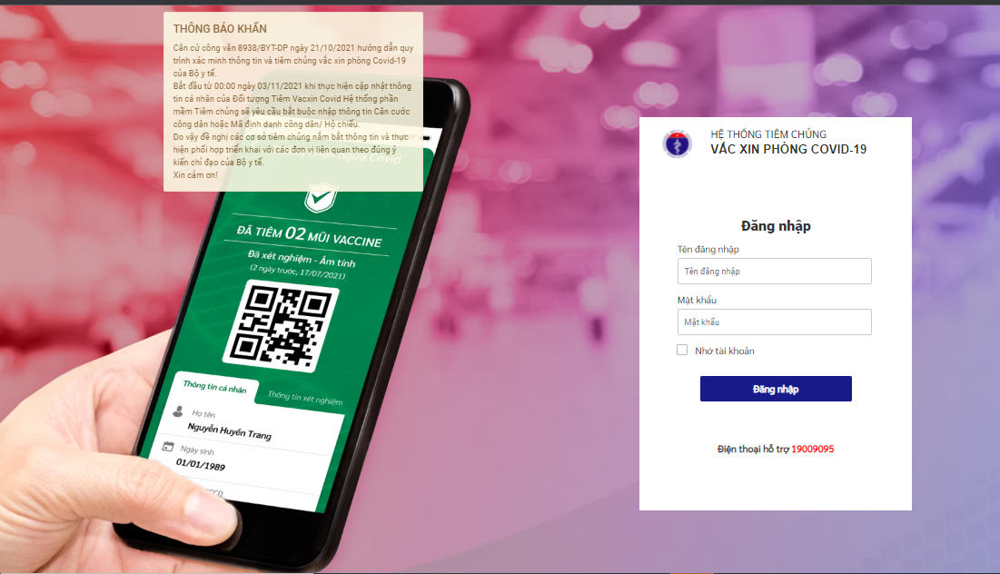 THÔNG BÁO KHẨN
Căn cứ công văn 8938/BYT-DP ngày 21/10/2021 hướng dẫn quy
trình xác minh thông tin và tiêm chủng vắc xin phòng Covid-19
của Bộ y tế.
Bắt đầu từ 00:00 ngày 03/11/2021 khi thực hiện cập nhật thông
tin cá nhân của Đối tượng Tiêm Vacxin Covid Hệ thống phần
mềm Tiêm chủng sẽ yêu cầu bắt buộc nhập thông tin Căn cước
công dân hoặc Mã định danh công dân/ Hộ chiếu.
Do vậy đề nghị các cơ sở tiêm chủng nắm bắt thông tin và thực
hiện phối hợp triển khai với các đơn vị liên quan theo đúng ý
kiến chỉ đạo của Bộ y tế.
Xin cảm ơn!
ngừa Covid
ĐÃ TIÊM 02 MŨI VACCINE
Đã xét nghiệm - Âm tính
(2 ngày trước, 17/07/2021)
Thông tin cá nhân
Thông tin xét nghiệm
Họ tên
Nguyễn Huyền Trang
Ngày sinh
01/01/1989
HỆ THỐNG TIÊM CHỦNG
VẮC XIN PHÒNG COVID-19
Đăng nhập
Tên đăng nhập
Tên đăng nhập
Mật khẩu
Mật khẩu
Nhớ tài khoản
Đăng nhập
Điện thoại hỗ trợ 19009095